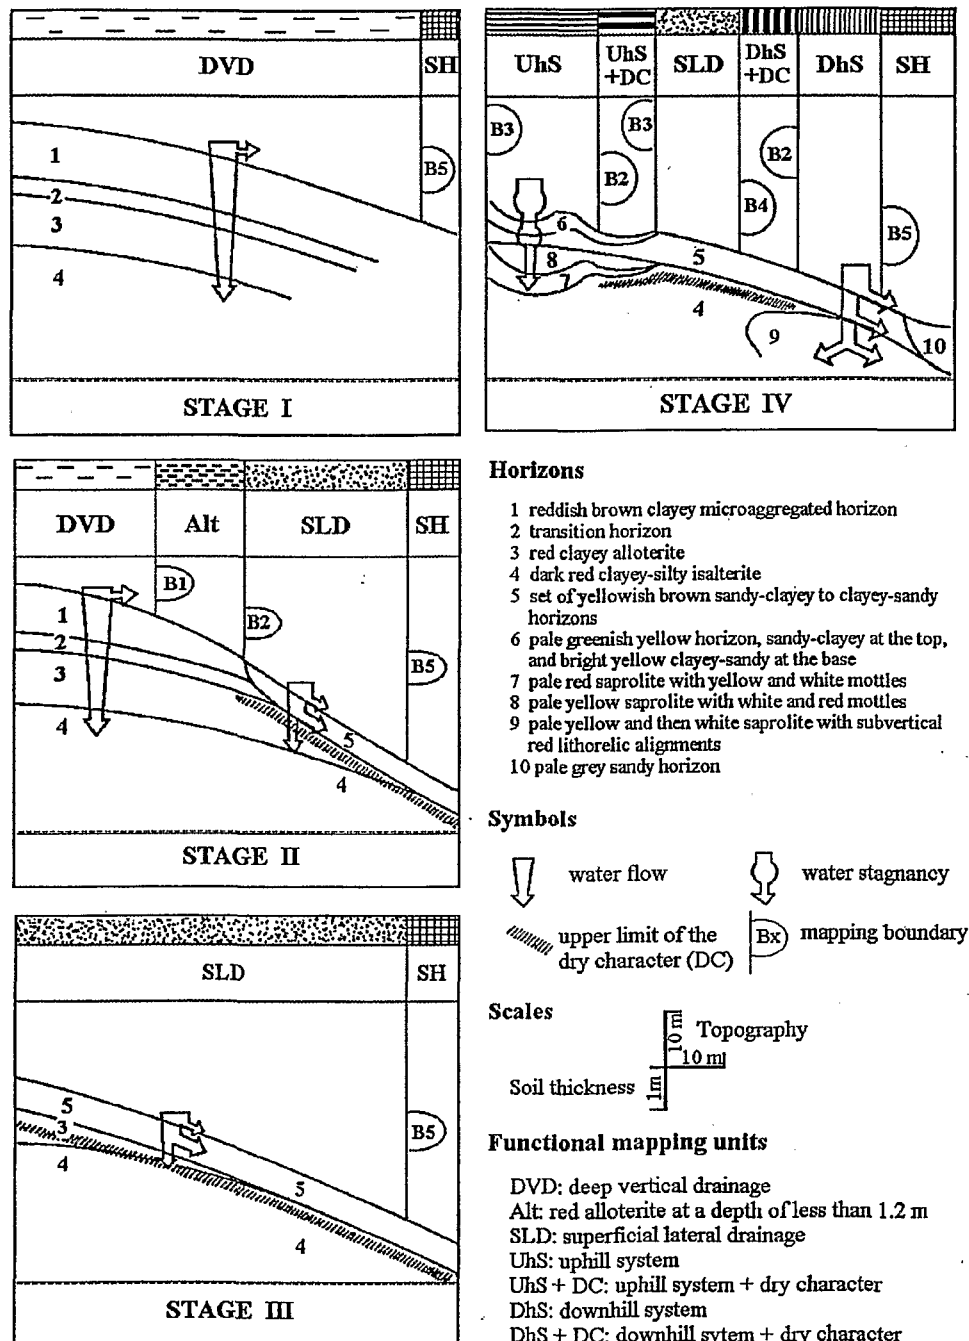 DVD SH
1
2
3
4
B5
STAGE I
UhS UhS +DC SLD DhS +DC DhS SH
B3 B3
B2 B2
B4
B5
6
8
7
5
4
9
10
STAGE IV
DVD Alt SLD SH
B1
B2
B5
1
2
3
4
5
4
STAGE II
SLD SH
B5
5
3
4
5
4
STAGE III
Horizons
1 reddish brown clayey microaggregated horizon
2 transition horizon
3 red clayey alloterite
4 dark red clayey-silty isalterite
5 set of yellowish brown sandy-clayey to clayey-sandy
horizons
6 pale greenish yellow horizon, sandy-clayey at the top,
and bright yellow clayey-sandy at the base
7 pale red saprolite with yellow and white mottles
8 pale yellow saprolite with white and red mottles
9 pale yellow and then white saprolite with subvertical
red lithorelic alignments
10 pale grey sandy horizon
Symbols
water flow water stagnancy
upper limit of the
dry character (DC)
Bx mapping boundary
Scales
10 m Topography
10 m
Soil thickness 1m
Functional mapping units
DVD: deep vertical drainage
Alt: red alloterite at a depth of less than 1.2 m
SLD: superficial lateral drainage
UhS: uphill system
UhS + DC: uphill system + dry character
DhS: downhill system
DhS + DC: downhill sytem + dry character